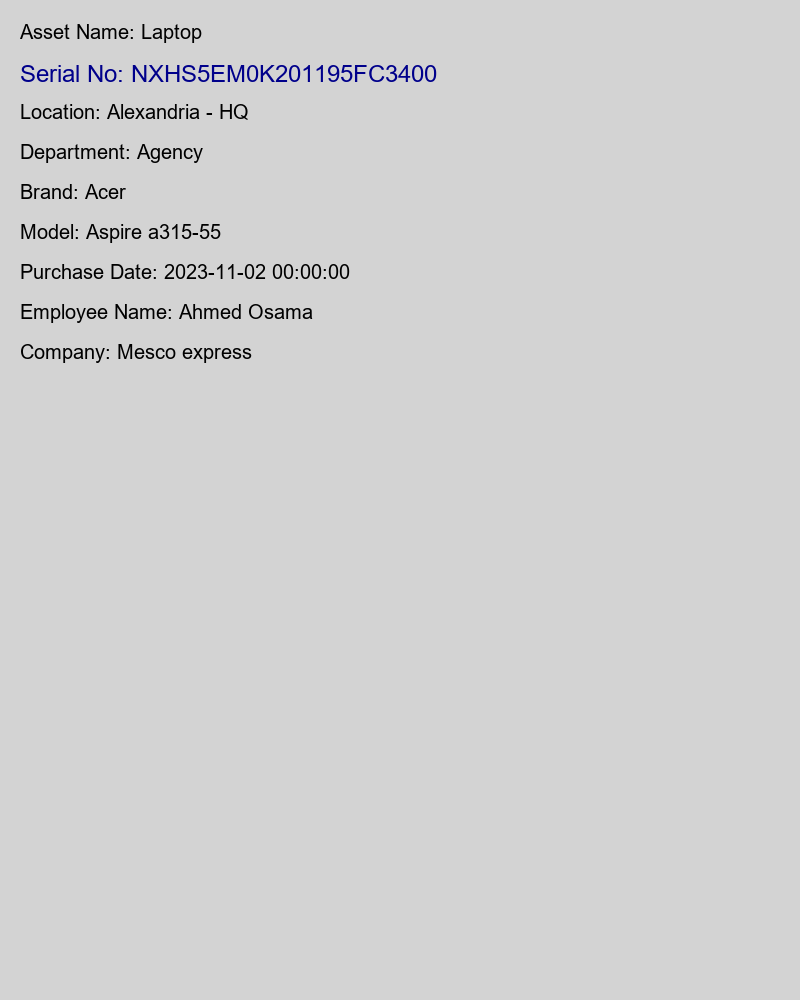 Asset Name: Laptop
Serial No: NXHS5EM0K201195FC3400
Location: Alexandria - HQ
Department: Agency
Brand: Acer
Model: Aspire a315-55
Purchase Date: 2023-11-02 00:00:00
Employee Name: Ahmed Osama
Company: Mesco express